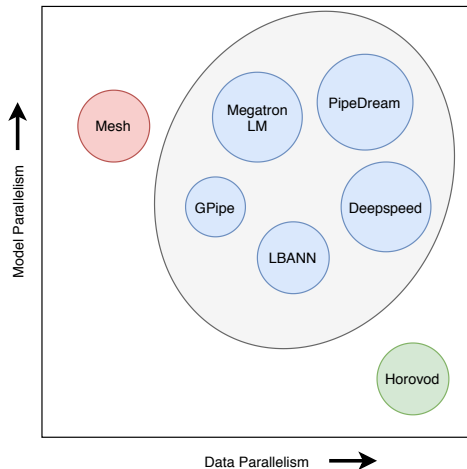 PipeDream
Megatron
LM
Mesh
GPipe
Deepspeed
LBANN
Horovod
Model Parallelism
Data Parallelism